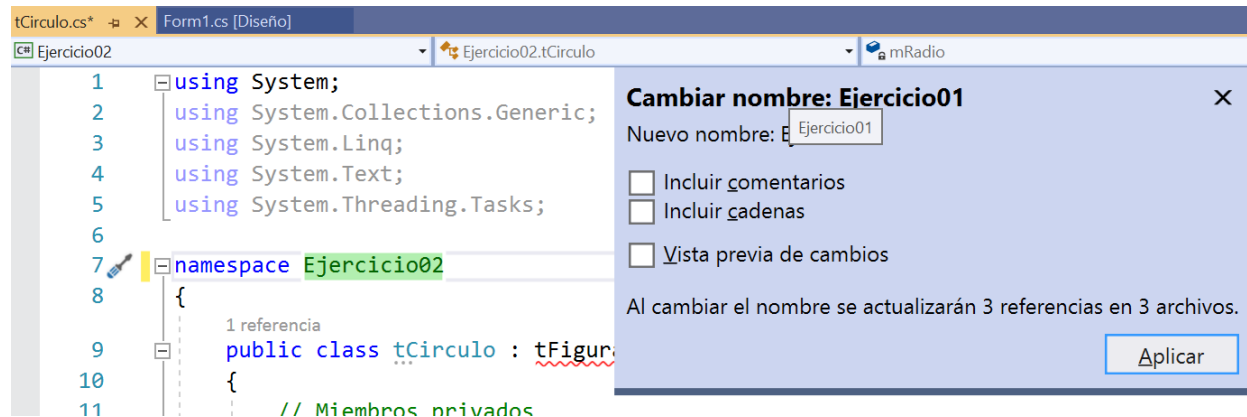 tCirculo.cs* Form1.cs [Diseño]
C# Ejercicio02 Ejercicio02.tCirculo mRadio
1 using System;
2 using System.Collections.Generic;
3 using System.Linq;
4 using System.Text;
5 using System.Threading.Tasks;
6
7 namespace Ejercicio02
8 {
1 referencia
9 public class tCirculo : tFigur
10 {
11 // Miembros privados
Cambiar nombre: Ejercicio01
Nuevo nombre:
Ejercicio01
Incluir comentarios
Incluir cadenas
Vista previa de cambios
Al cambiar el nombre se actualizarán 3 referencias en 3 archivos.
Aplicar